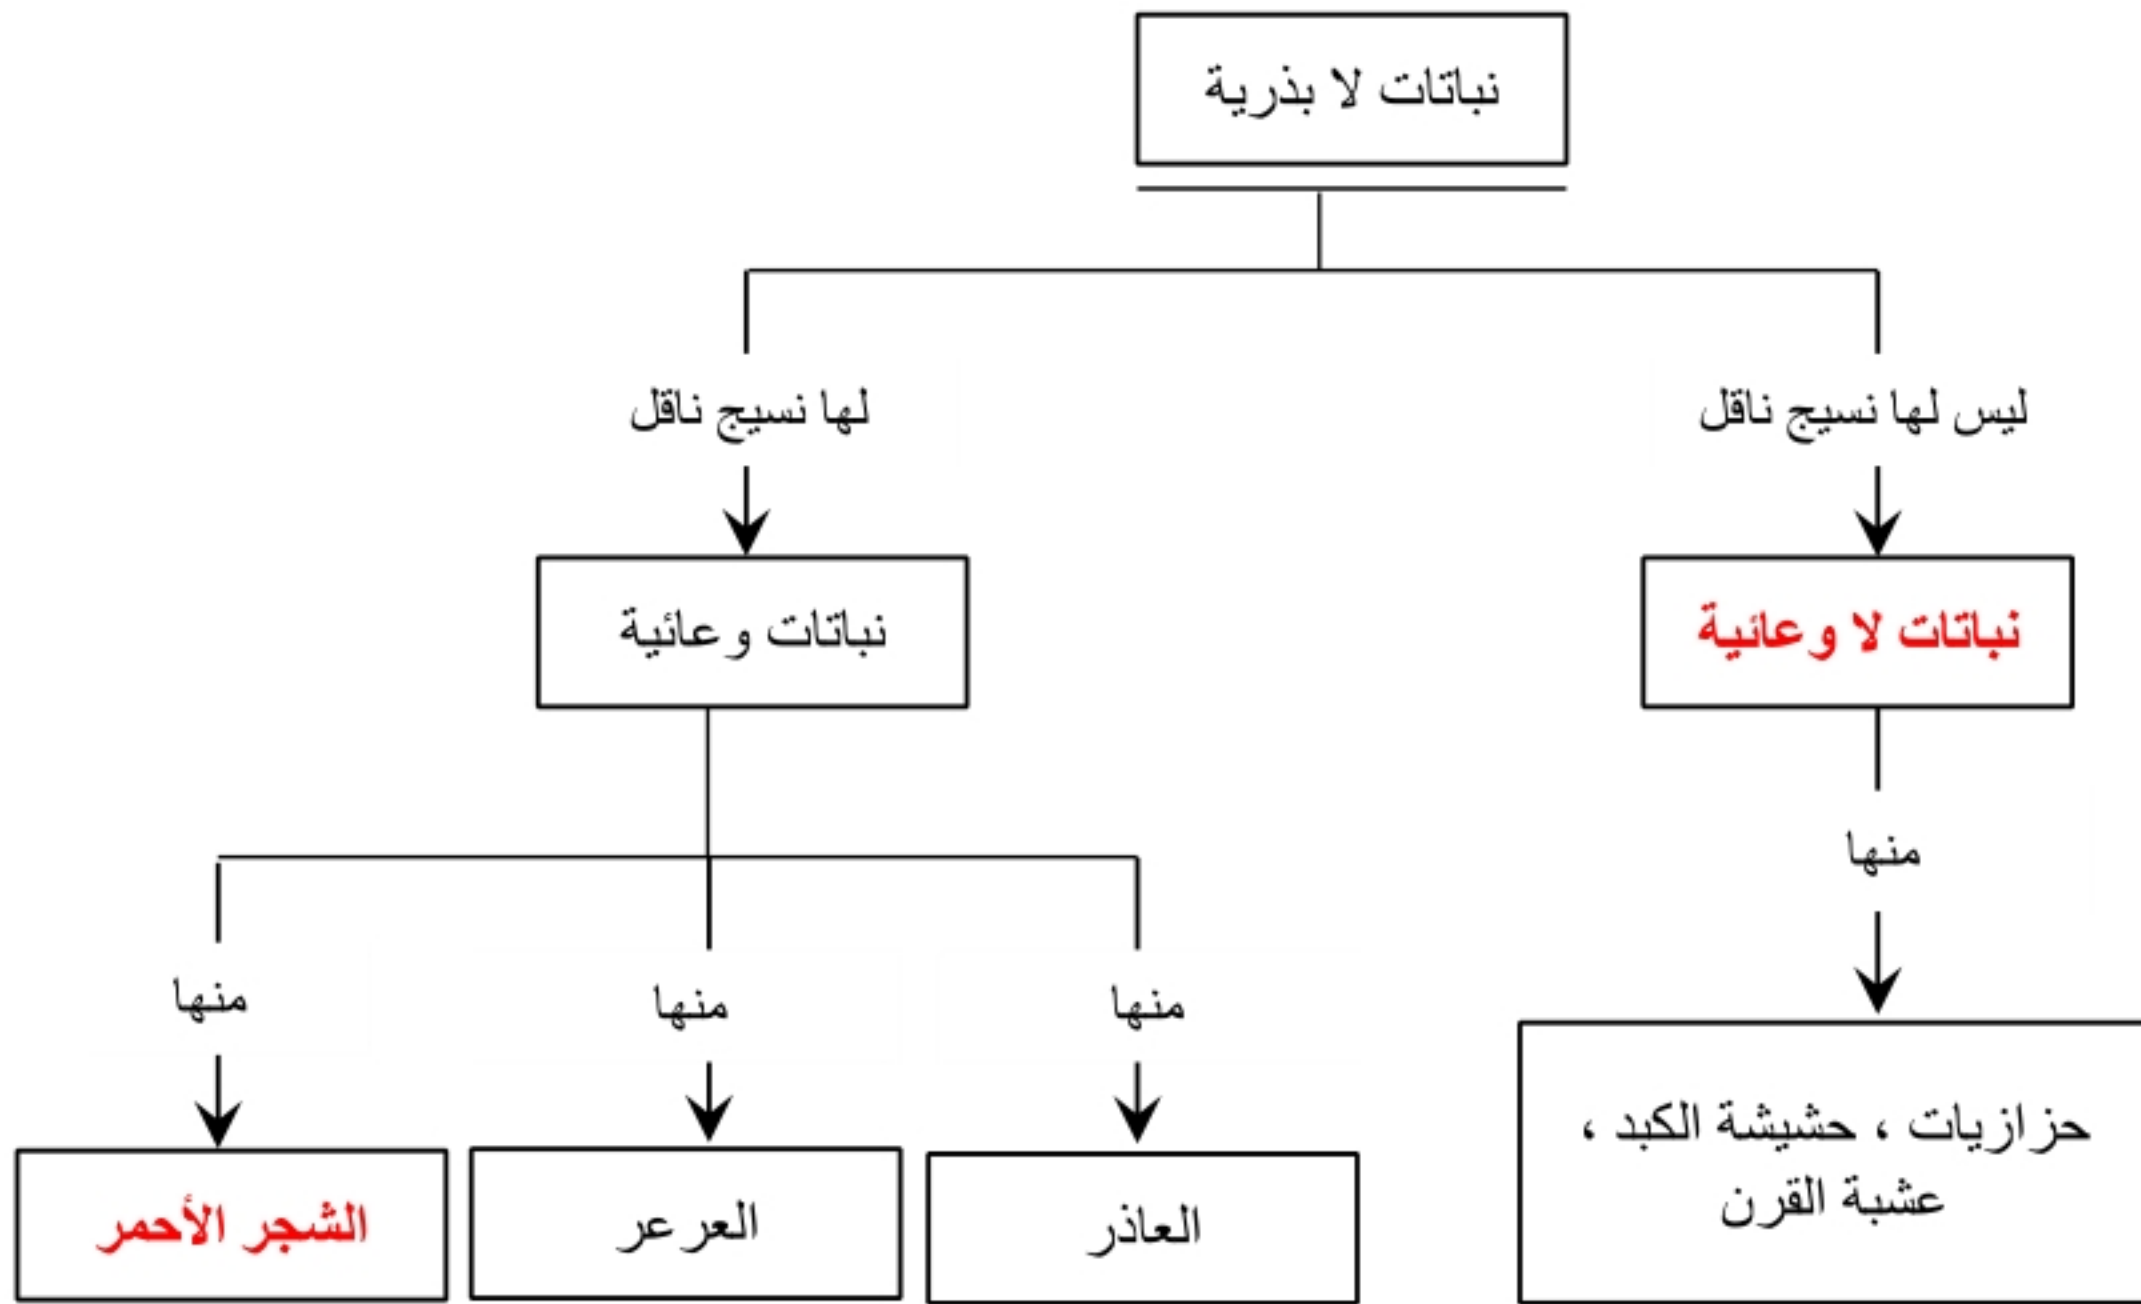 نباتات لا بذرية
ليس لها نسيج ناقل
لها نسيج ناقل
نباتات لا وعائية
نباتات وعائية
منها
منها
منها
منها
حزازيات ، حشيشة الكبد ،
عشبة القرن
العاذر
العرعر
الشجر الأحمر